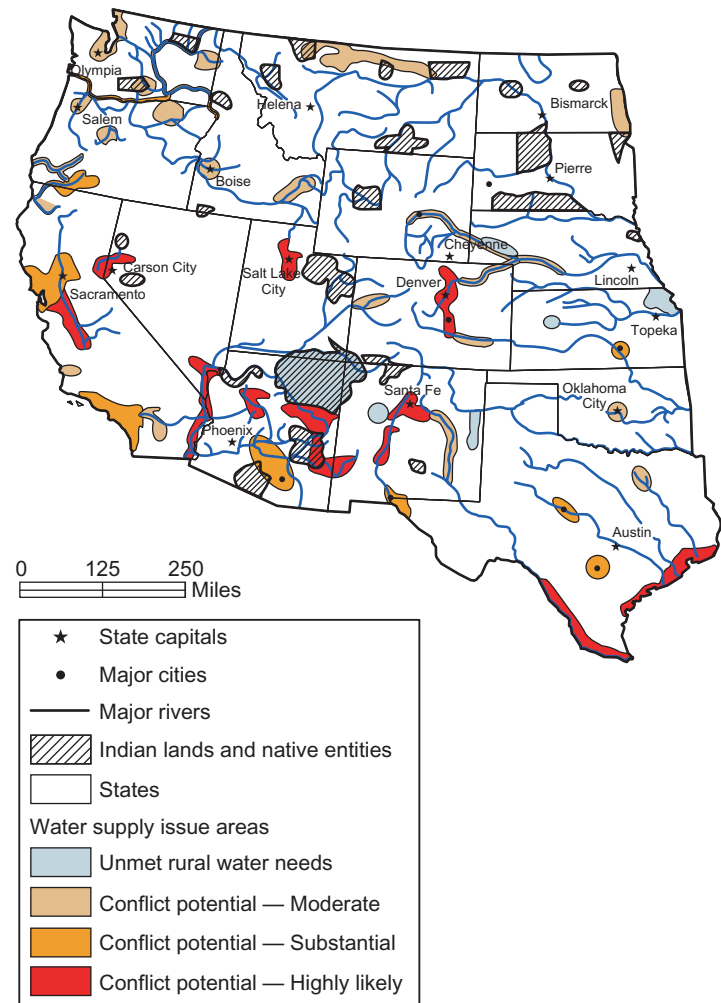 Olympia
Salem
Helena
Boise
Bismarck
Pierre
Carson City
Sacramento
Salt Lake
City
Cheyenne
Denver
Lincoln
Topeka
Santa Fe
Oklahoma
City
Phoenix
Austin
0 125 250
Miles
State capitals
Major cities
Major rivers
Indian lands and native entities
States
Water supply issue areas
Unmet rural water needs
Conflict potential — Moderate
Conflict potential — Substantial
Conflict potential — Highly likely